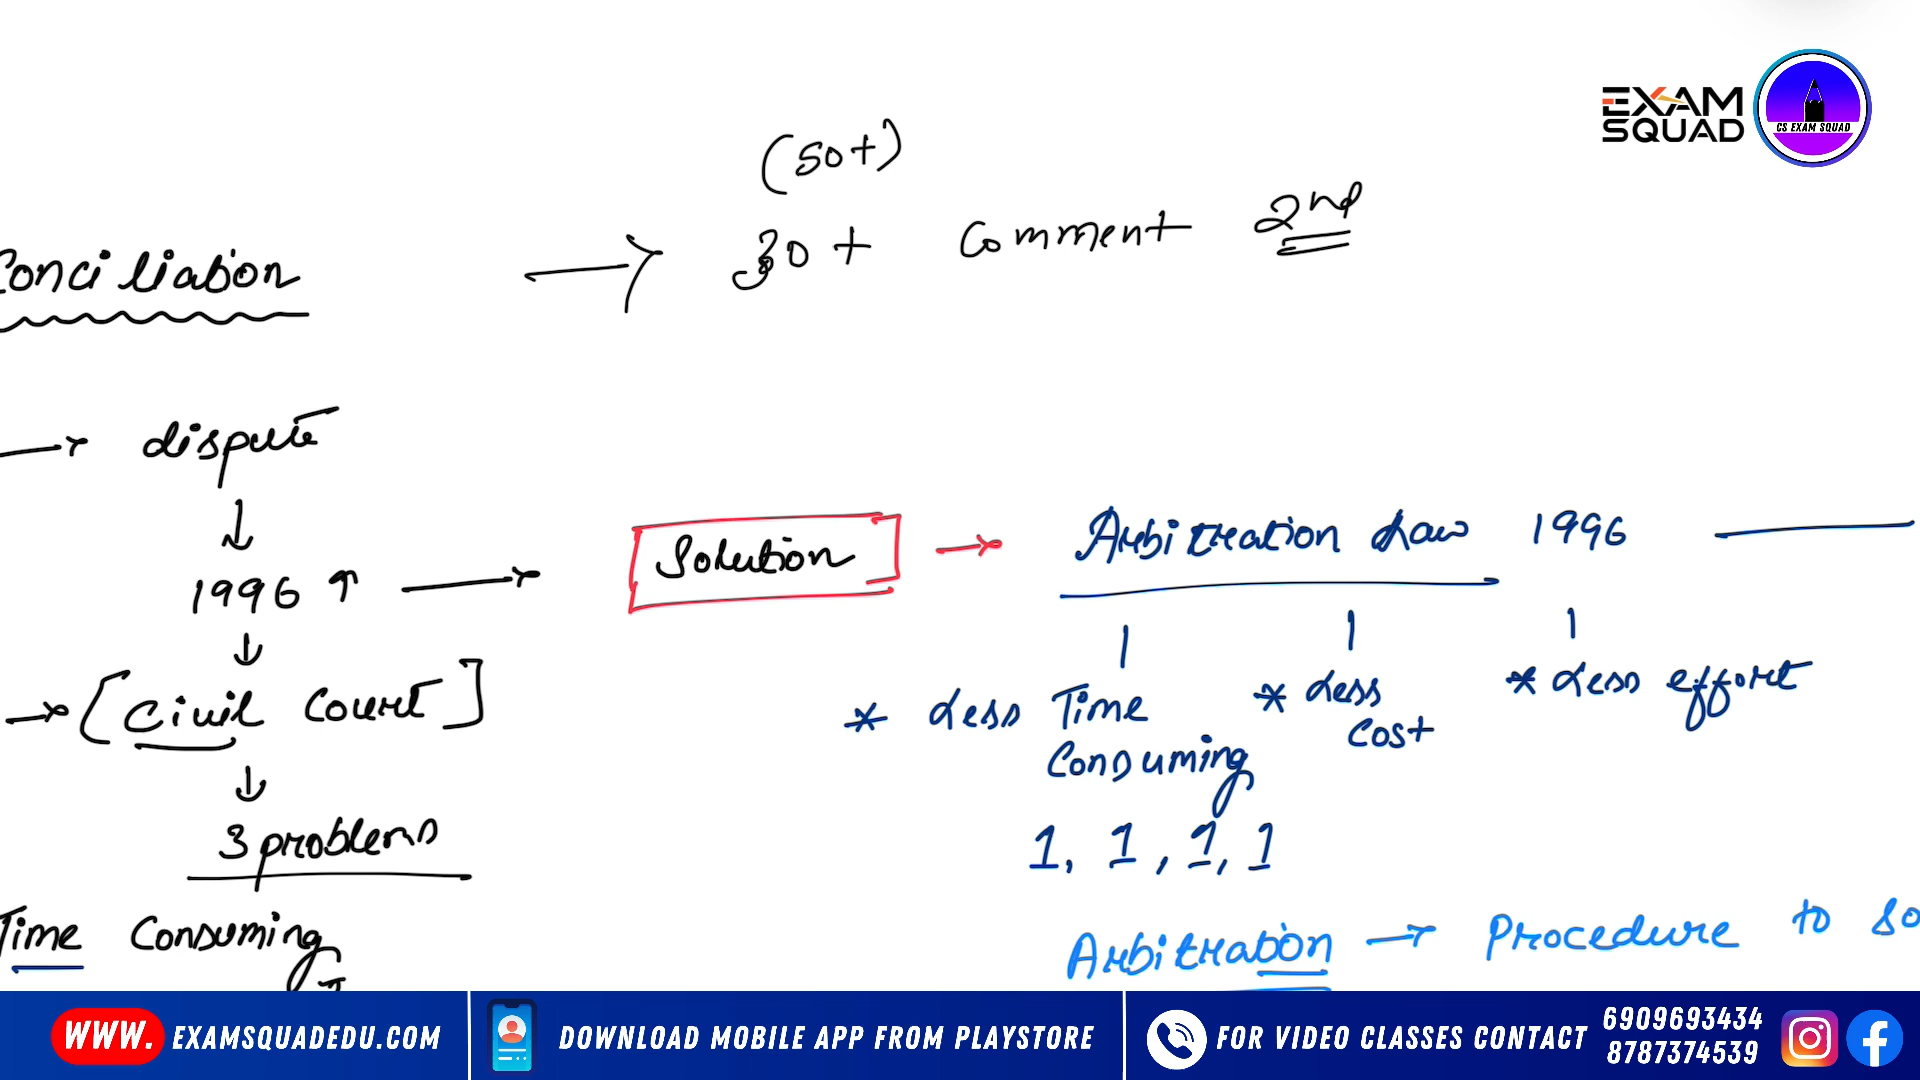 EXAM
SQUAD
CS EXAM SQUAD
(50+)
30 + Comment 2nd
Conciliation
→ dispute
↓
1996 ↑ → Solution → Arbitration Law 1996
↓
→ [Civil Court]
* Less Time Consuming
* Less Cost
* Less effort
↓
3 problems
1, 1, 1, 1
Time Consuming
Arbitration → Procedure to so
WWW. EXAMSQUADEDU.COM
DOWNLOAD MOBILE APP FROM PLAYSTORE
FOR VIDEO CLASSES CONTACT
6909693434
8787374539